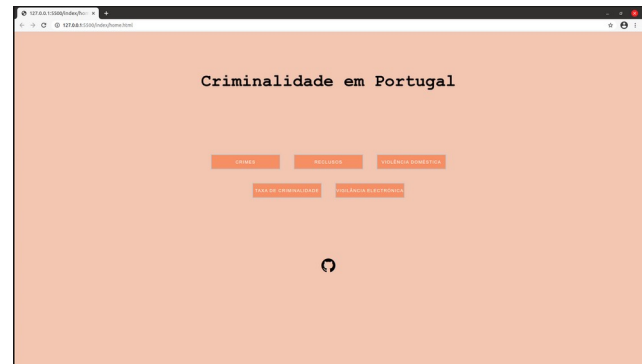 127.0.0.1:5500/index/hom
127.0.0.1:5500/index/home.html
Criminalidade em Portugal
CRIMES
RECLUSOS
VIOLÊNCIA DOMÉSTICA
TAXA DE CRIMINALIDADE
VIGILÂNCIA ELECTRÓNICA